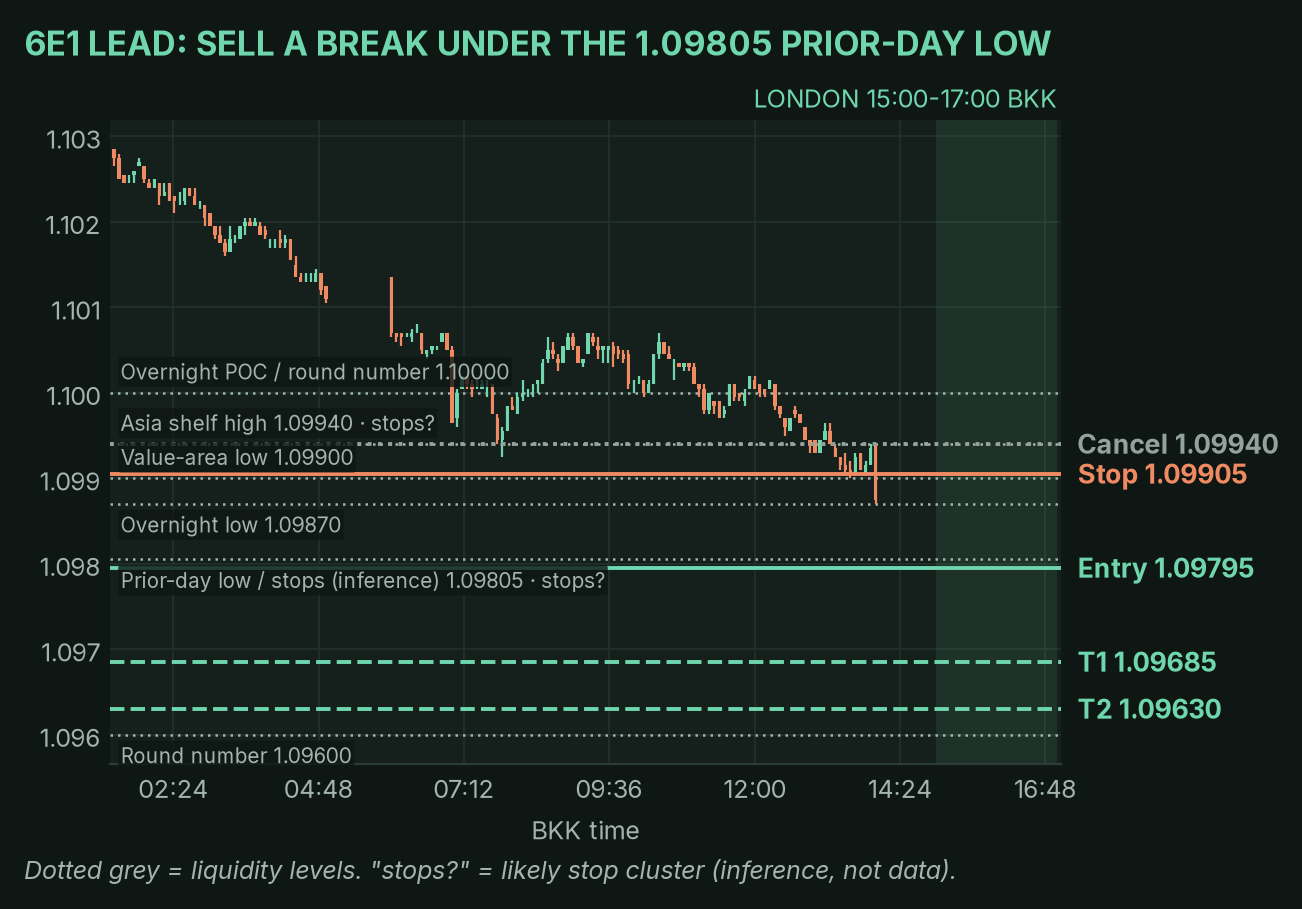 6E1 LEAD: SELL A BREAK UNDER THE 1.09805 PRIOR-DAY LOW
LONDON 15:00-17:00 BKK
1.103
1.102
1.101
Overnight POC / round number 1.10000
1.100
Asia shelf high 1.09940 · stops?
Cancel 1.09940
Value-area low 1.09900
Stop 1.09905
1.099
Overnight low 1.09870
1.098
Entry 1.09795
Prior-day low / stops (inference) 1.09805 · stops?
1.097
T1 1.09685
T2 1.09630
1.096
Round number 1.09600
02:24 04:48 07:12 09:36 12:00 14:24 16:48
BKK time
Dotted grey = liquidity levels. "stops?" = likely stop cluster (inference, not data).